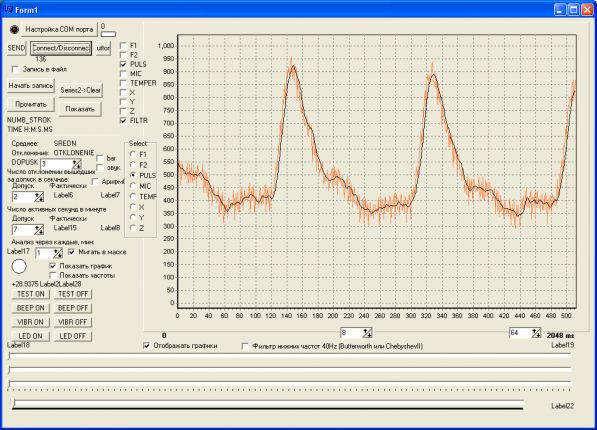 Form1
Настройка COM порта
0
SEND
Connect/Disconnect
uttor
136
Запись в файл
Начать запись
Series2->Clear
Прочитать
Показать
NUMB_STROK
TIME H:M:S.MS
F1
F2
PULS
MIC
TEMPER
X
Y
Z
FILTR
Среднее: SREDN
Отклонение: OTKLONENIE
DOPUSK 3
bar
звук
Число отклонений вышедших
за допуск в секунде:
Арифм
Допуск Фактически
2 Label6 Label7
Число активных секунд в минуте
Допуск Фактически
7 Label15 Label8
Анализ через каждые, мин:
Label17 1 Мигать в маске
Показать график
Показать частоты
+28.9375 Label2Label28
TEST ON TEST OFF
BEEP ON BEEP OFF
VIBR ON VIBR OFF
LED ON LED OFF
Label18
Select
F1
F2
PULS
MIC
TEMF
X
Y
Z
1,000
950
900
850
800
750
700
650
600
550
500
450
400
350
300
250
200
150
100
50
0
0 20 40 60 80 100 120 140 160 180 200 220 240 260 280 300 320 340 360 380 400 420 440 460 480 500
0 8 64 2048 ms
Отображать графики
Фильтр нижних частот 40Hz (Butterworth или ChebyshevII)
Label19
Label22